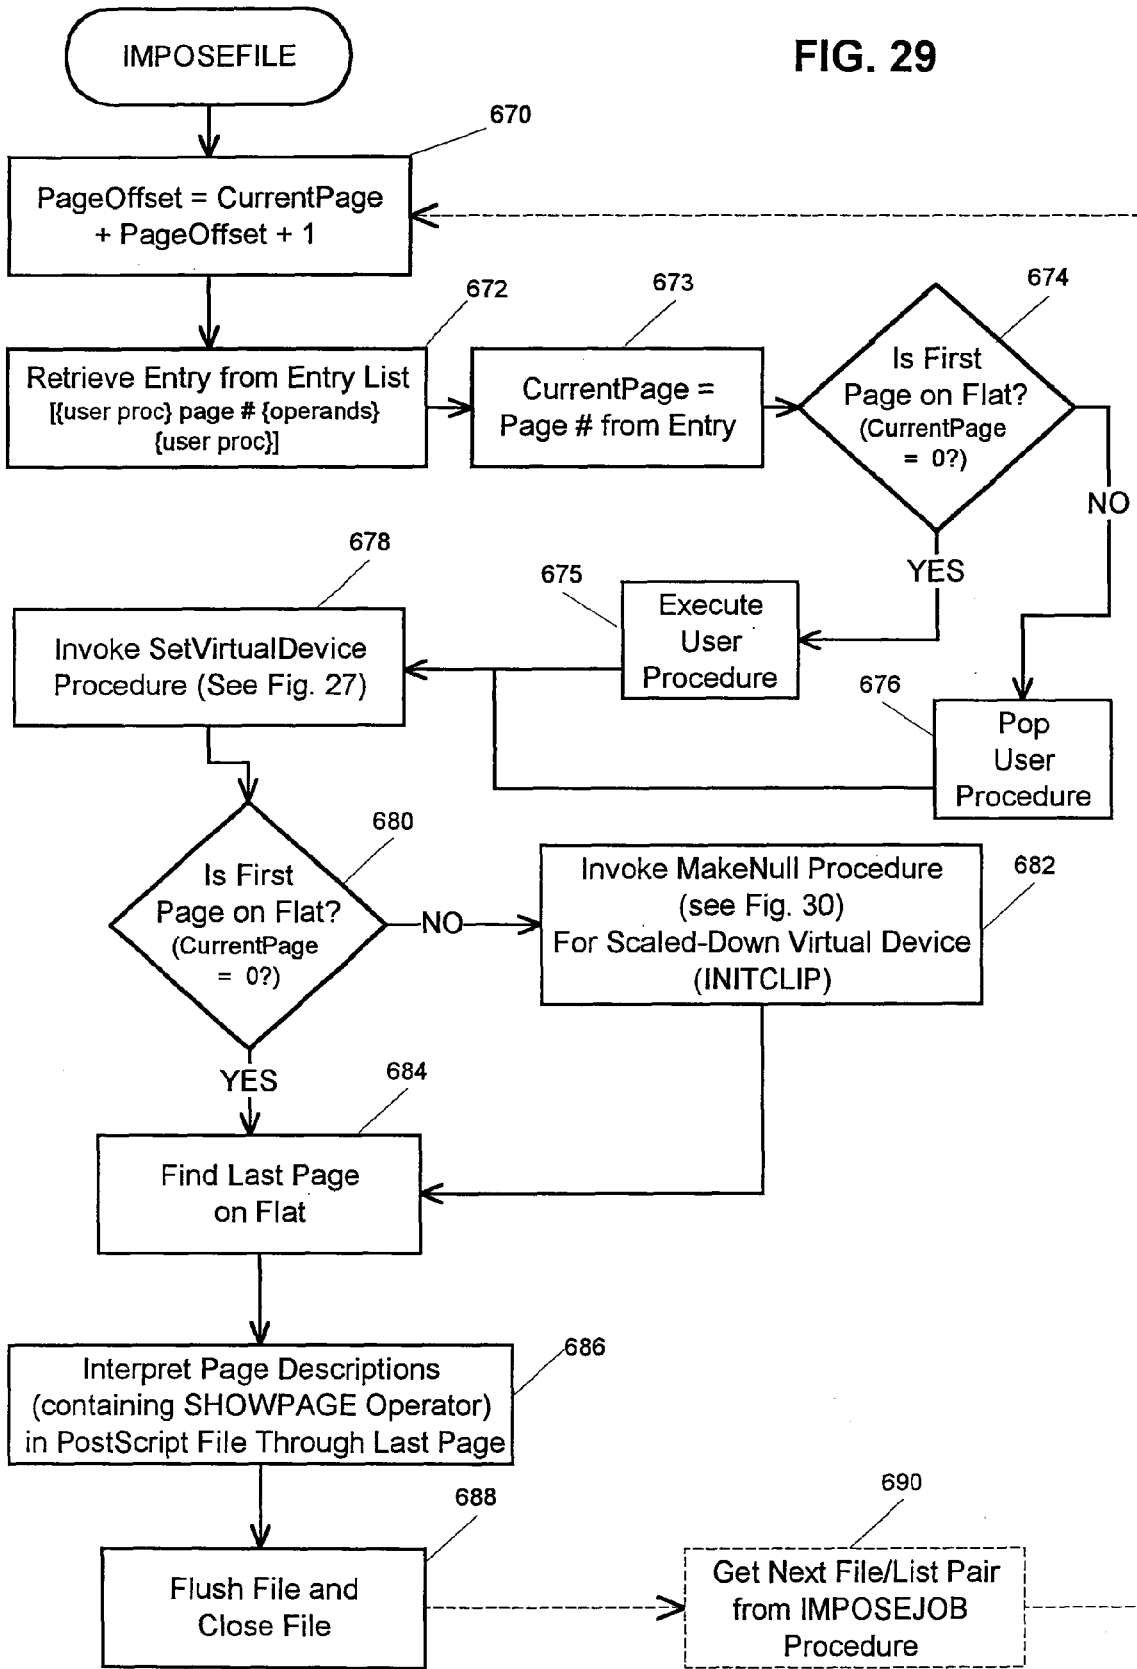 IMPOSEFILE
FIG. 29
670
PageOffset = CurrentPage
+ PageOffset + 1
672
Retrieve Entry from Entry List
[{user proc} page # {operands}
{user proc}]
673
CurrentPage =
Page # from Entry
674
Is First
Page on Flat?
(CurrentPage
= 0?)
NO
YES
675
Execute
User
Procedure
676
Pop
User
Procedure
678
Invoke SetVirtualDevice
Procedure (See Fig. 27)
680
Is First
Page on Flat?
(CurrentPage
= 0?)
NO
YES
682
Invoke MakeNull Procedure
(see Fig. 30)
For Scaled-Down Virtual Device
(INITCLIP)
684
Find Last Page
on Flat
686
Interpret Page Descriptions
(containing SHOWPAGE Operator)
in PostScript File Through Last Page
688
Flush File and
Close File
690
Get Next File/List Pair
from IMPOSEJOB
Procedure